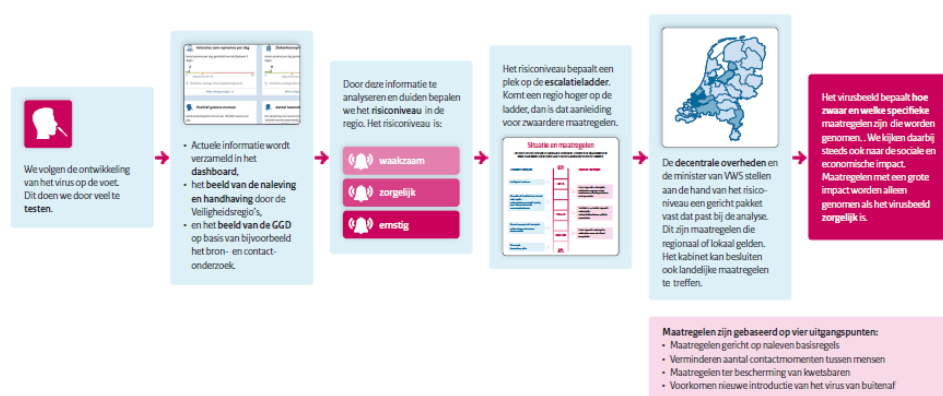 We volgen de ontwikkeling
van het virus op de voet.
Dit doen we door veel te
testen.
Intensive care-opnames per dag
Positief geteste mensen
• Actuele informatie wordt
verzameld in het
dashboard,
• het beeld van de naleving
en handhaving door de
Veiligheidsregio's,
• en het beeld van de GGD
op basis van bijvoorbeeld
het bron- en contact-
onderzoek.
Door deze informatie te
analyseren en duiden bepalen
we het risiconiveau in de
regio. Het risiconiveau is:
waakzaam
zorgelijk
ernstig
Het risiconiveau bepaalt een
plek op de escalatieladder.
Komt een regio hoger op de
ladder, dan is dat aanleiding
voor zwaardere maatregelen.
Situatie en maatregelen
De decentrale overheden en
de minister van VWS stellen
aan de hand van het risico-
niveau een gericht pakket
vast dat past bij de analyse.
Dit zijn maatregelen die
regionaal of lokaal gelden.
Het kabinet kan besluiten
ook landelijke maatregelen
te treffen.
Het virusbeeld bepaalt hoe
zwaar en welke specifieke
maatregelen zijn die worden
genomen... We kijken daarbij
steeds ook naar de sociale en
economische impact.
Maatregelen met een grote
impact worden alleen
genomen als het virusbeeld
zorgelijk is.
Maatregelen zijn gebaseerd op vier uitgangspunten:
• Maatregelen gericht op naleven basisregels
• Verminderen aantal contactmomenten tussen mensen
• Maatregelen ter bescherming van kwetsbaren
• Voorkomen nieuwe introductie van het virus van buitenaf